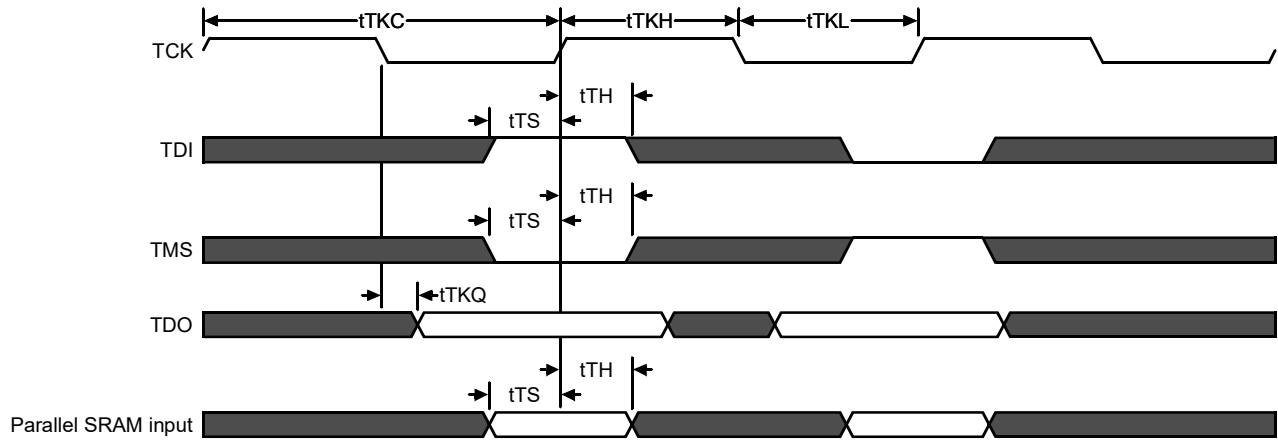 tTKC tTKH tTKL
TCK
tTH
tTS
TDI
tTH
tTS
TMS
tTKQ
TDO
tTH
tTS
Parallel SRAM input